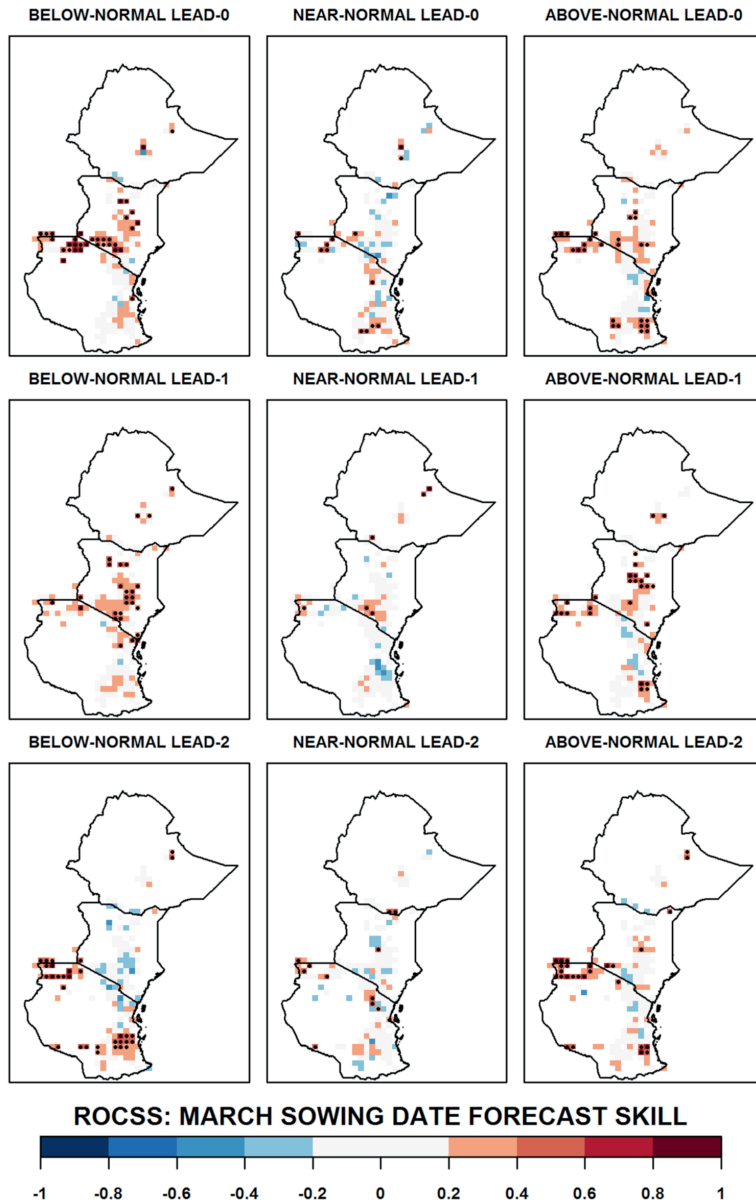 BELOW-NORMAL LEAD-0 NEAR-NORMAL LEAD-0 ABOVE-NORMAL LEAD-0
BELOW-NORMAL LEAD-1 NEAR-NORMAL LEAD-1 ABOVE-NORMAL LEAD-1
BELOW-NORMAL LEAD-2 NEAR-NORMAL LEAD-2 ABOVE-NORMAL LEAD-2
ROCSS: MARCH SOWING DATE FORECAST SKILL
-1 -0.8 -0.6 -0.4 -0.2 0 0.2 0.4 0.6 0.8 1